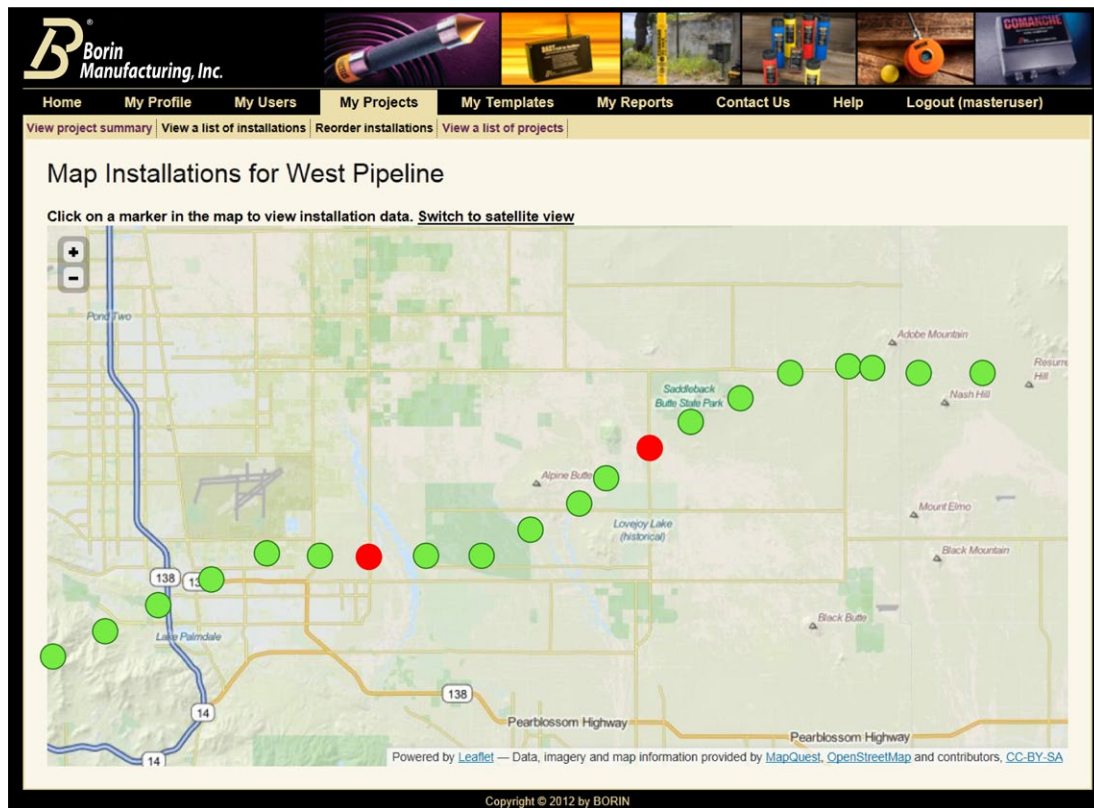 Borin
Manufacturing, Inc.
COMANCHE
Home My Profile My Users My Projects My Templates My Reports Contact Us Help Logout (masteruser)
View project summary View a list of installations Reorder installations View a list of projects
Map Installations for West Pipeline
Click on a marker in the map to view installation data. Switch to satellite view
+
−
Pond Two
Adobe Mountain
Saddleback
Butte State Park
Nash Hill
Hill
Alpine Butte
Lovejoy Lake
(historical)
Mount Elmo
Black Mountain
138
Lake Palmdale
Black Butte
138
14
Pearblossom Highway
Pearblossom Highway
14
Powered by Leaflet — Data, imagery and map information provided by MapQuest, OpenStreetMap and contributors, CC-BY-SA
Copyright © 2012 by BORIN